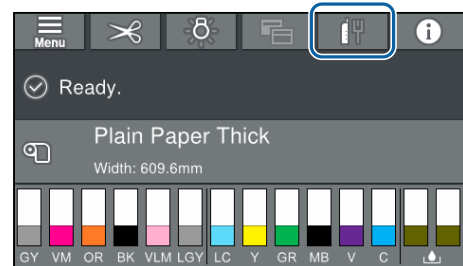 Menu
i
Ready.
Plain Paper Thick
Width: 609.6mm
GY VM OR BK VLM LGY LC Y GR MB V C